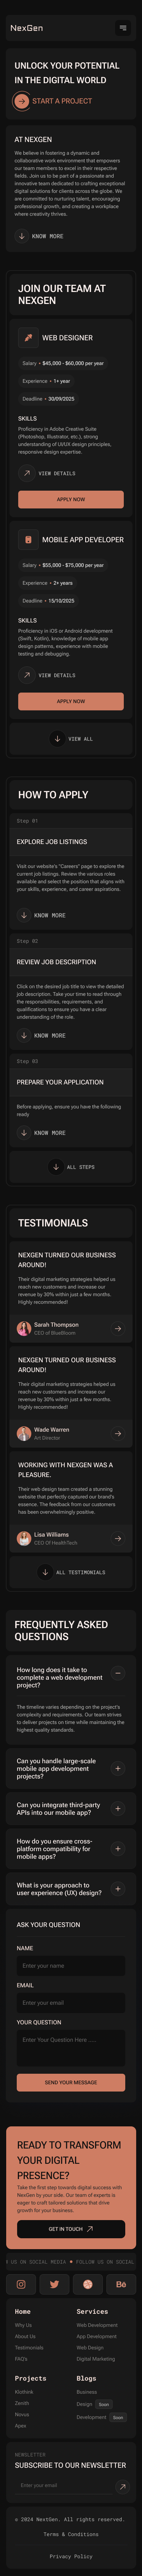 NexGen
UNLOCK YOUR POTENTIAL
IN THE DIGITAL WORLD
START A PROJECT
AT NEXGEN
We believe in fostering a dynamic and
collaborative work environment that empowers
our team members to excel in their respective
fields. Join us to be part of a passionate and
innovative team dedicated to delivering exceptional
digital solutions for clients across the globe. We
are committed to nurturing talent, encouraging
professional growth, and creating a workplace
where creativity thrives.
KNOW MORE
JOIN OUR TEAM AT
NEXGEN
WEB DESIGNER
Salary • $45,000 - $60,000 per year
Experience • 1+ year
Deadline • 30/09/2025
SKILLS
Proficiency in Adobe Creative Suite
(Photoshop, Illustrator, etc.), strong
understanding of UI/UX design principles,
responsive design expertise.
VIEW DETAILS
APPLY NOW
MOBILE APP DEVELOPER
Salary • $55,000 - $75,000 per year
Experience • 2+ years
Deadline • 15/10/2025
SKILLS
Proficiency in iOS or Android development
(Swift, Kotlin), knowledge of mobile app
design patterns, experience with mobile
testing and debugging.
VIEW DETAILS
APPLY NOW
VIEW ALL
HOW TO APPLY
Step 01
EXPLORE JOB LISTINGS
Visit our website's "Careers" page to explore the
current job listings. Review the various roles
available and select the position that aligns with
your skills, experience, and career aspirations.
KNOW MORE
Step 02
REVIEW JOB DESCRIPTION
Click on the desired job title to view the detailed
job description. Take your time to read through
the responsibilities, requirements, and
qualifications to ensure you have a clear
understanding of the role.
KNOW MORE
Step 03
PREPARE YOUR APPLICATION
Before applying, ensure you have the following
ready
KNOW MORE
ALL STEPS
TESTIMONIALS
NEXGEN TURNED OUR BUSINESS
AROUND!
Their digital marketing strategies helped us
reach new customers and increase our
revenue by 30% within just a few months.
Highly recommended!
Sarah Thompson
CEO of BlueBloom
NEXGEN TURNED OUR BUSINESS
AROUND!
Their digital marketing strategies helped us
reach new customers and increase our
revenue by 30% within just a few months.
Highly recommended!
Wade Warren
Art Director
WORKING WITH NEXGEN WAS A
PLEASURE.
Their web design team created a stunning
website that perfectly captured our brand's
essence. The feedback from our customers
has been overwhelmingly positive.
Lisa Williams
CEO Of HealthTech
ALL TESTIMONIALS
FREQUENTLY ASKED
QUESTIONS
How long does it take to
complete a web development
project?
The timeline varies depending on the project's
complexity and requirements. Our team strives
to deliver projects on time while maintaining the
highest quality standards.
Can you handle large-scale
mobile app development
projects?
Can you integrate third-party
APIs into our mobile app?
How do you ensure cross-
platform compatibility for
mobile apps?
What is your approach to
user experience (UX) design?
ASK YOUR QUESTION
NAME
Enter your name
EMAIL
Enter your email
YOUR QUESTION
Enter Your Question Here .....
SEND YOUR MESSAGE
READY TO TRANSFORM
YOUR DIGITAL
PRESENCE?
Take the first step towards digital success with
NexGen by your side. Our team of experts is
eager to craft tailored solutions that drive
growth for your business.
GET IN TOUCH
US ON SOCIAL MEDIA • FOLLOW US ON SOCIAL
Home
Services
Why Us
Web Development
About Us
App Development
Testimonials
Web Design
FAQ's
Digital Marketing
Projects
Blogs
Klothink
Business
Zenith
Design Soon
Novus
Development Soon
Apex
NEWSLETTER
SUBSCRIBE TO OUR NEWSLETTER
Enter your email
© 2024 NexGen. All rights reserved.
Terms & Conditions
Privacy Policy